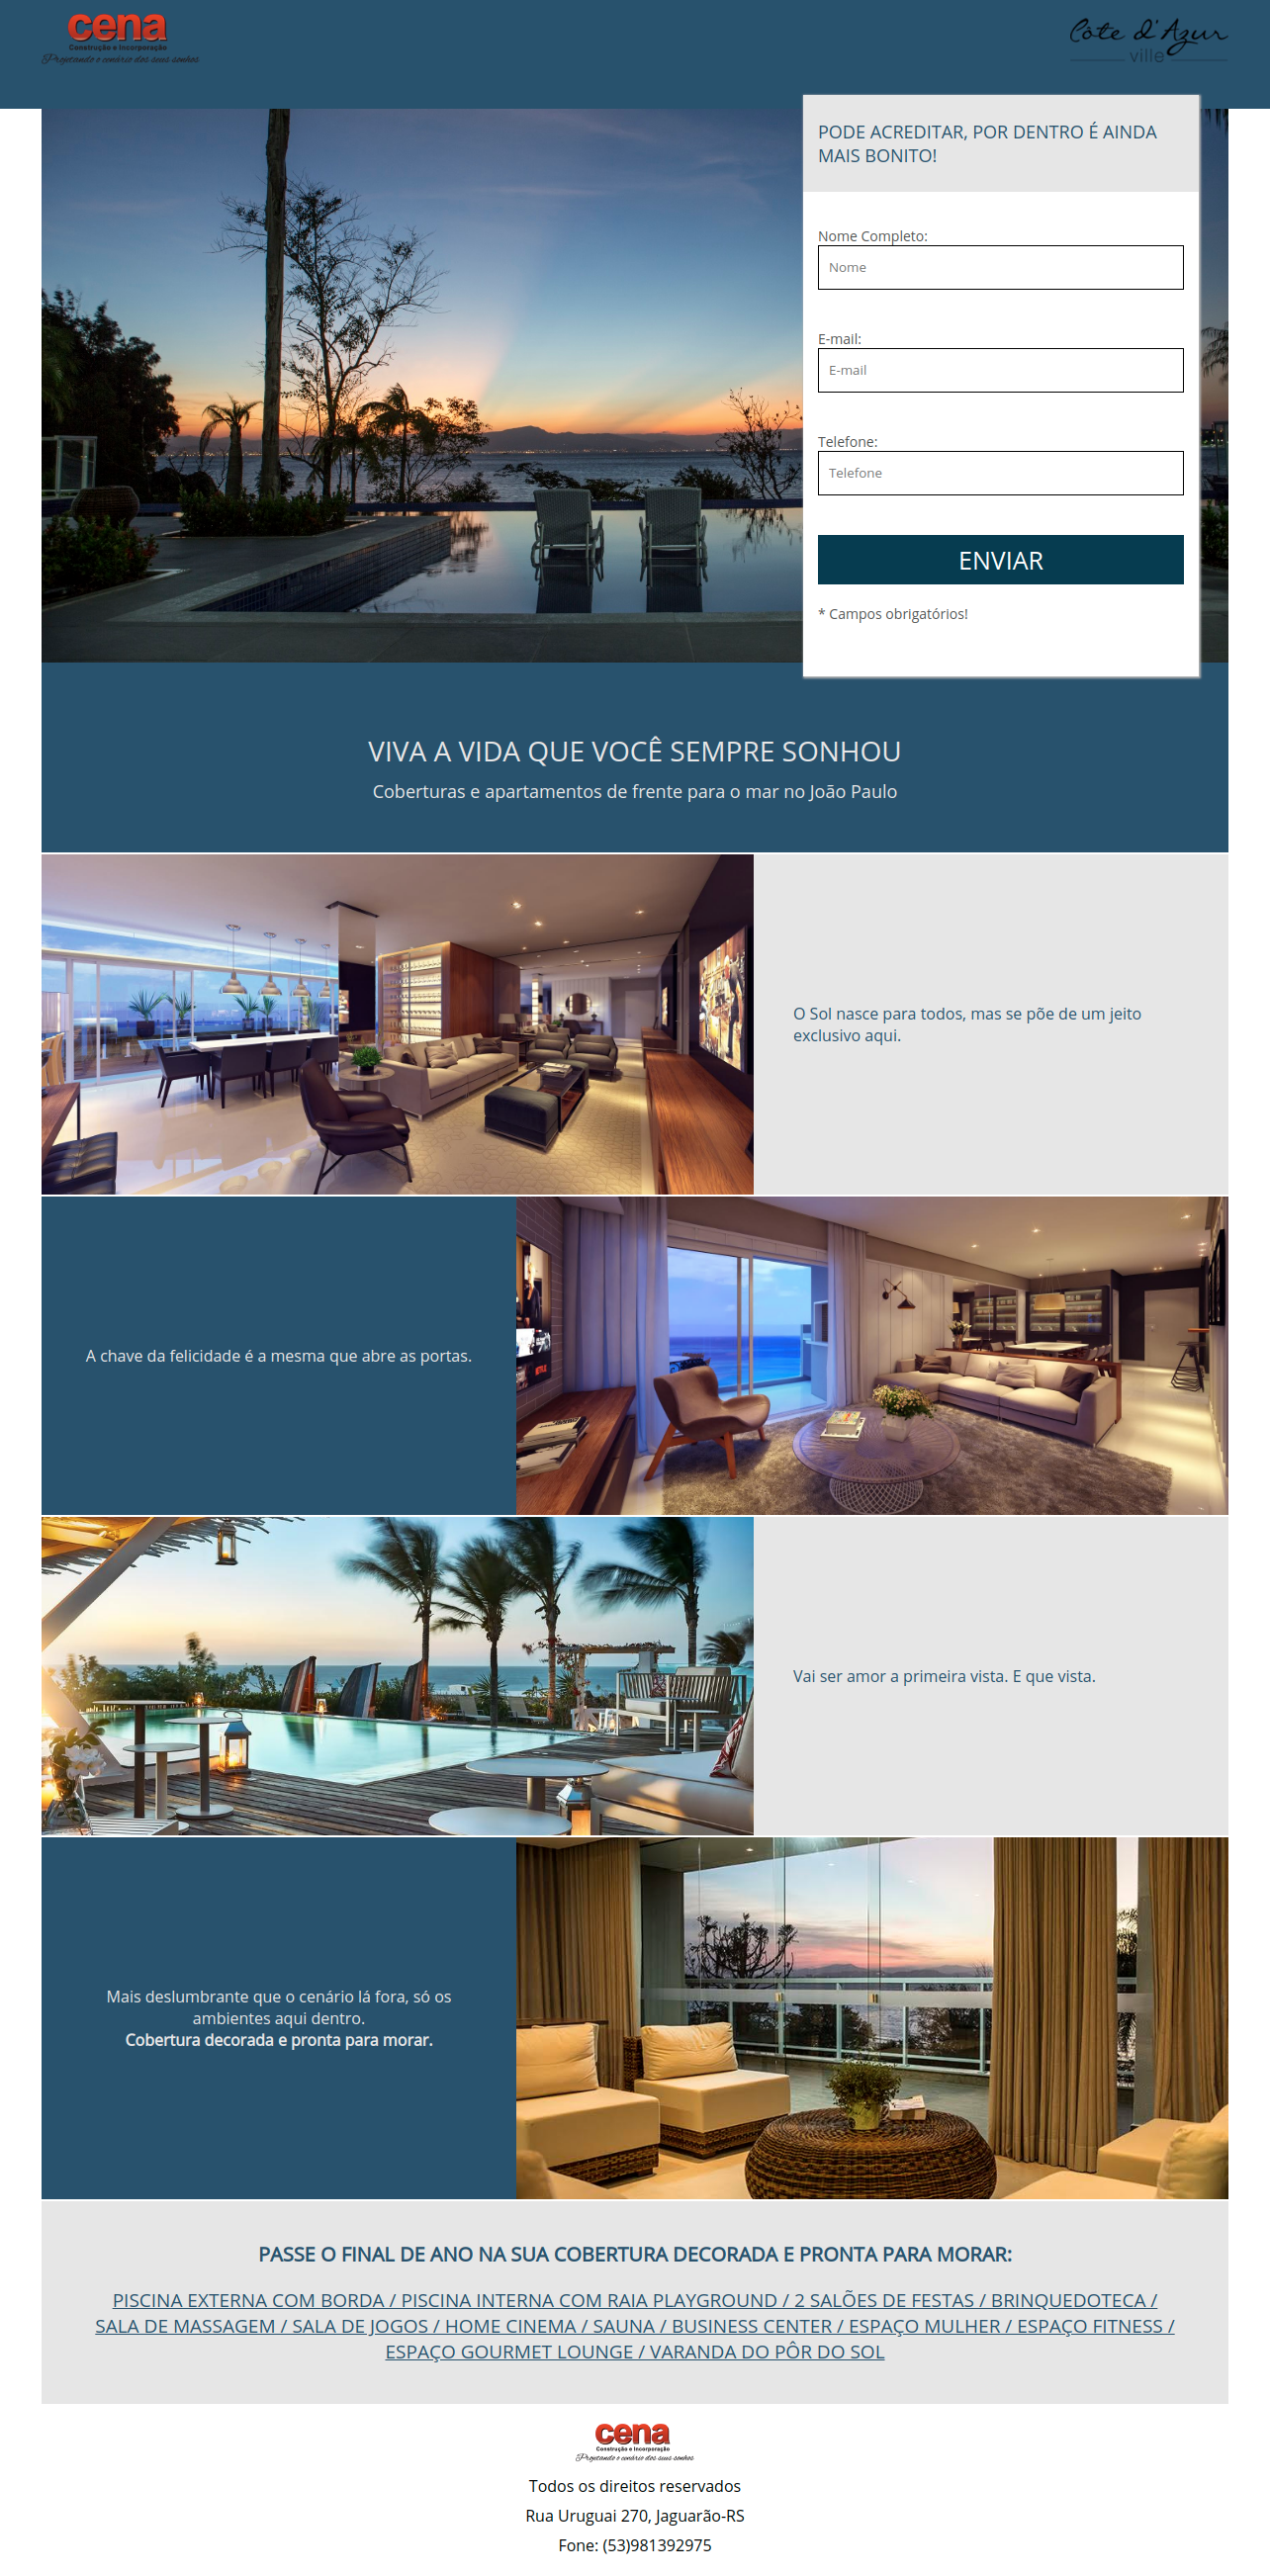 cena
Construção e Incorporação
Projetando o cenário dos seus sonhos
Côte d'Azur
ville
PODE ACREDITAR, POR DENTRO É AINDA
MAIS BONITO!
Nome Completo:
Nome
E-mail:
E-mail
Telefone:
Telefone
ENVIAR
* Campos obrigatórios!
VIVA A VIDA QUE VOCÊ SEMPRE SONHOU
Coberturas e apartamentos de frente para o mar no João Paulo
O Sol nasce para todos, mas se põe de um jeito
exclusivo aqui.
A chave da felicidade é a mesma que abre as portas.
Vai ser amor a primeira vista. E que vista.
Mais deslumbrante que o cenário lá fora, só os
ambientes aqui dentro.
Cobertura decorada e pronta para morar.
PASSE O FINAL DE ANO NA SUA COBERTURA DECORADA E PRONTA PARA MORAR:
PISCINA EXTERNA COM BORDA / PISCINA INTERNA COM RAIA PLAYGROUND / 2 SALÕES DE FESTAS / BRINQUEDOTECA /
SALA DE MASSAGEM / SALA DE JOGOS / HOME CINEMA / SAUNA / BUSINESS CENTER / ESPAÇO MULHER / ESPAÇO FITNESS /
ESPAÇO GOURMET LOUNGE / VARANDA DO PÔR DO SOL
cena
Construção e Incorporação
Projetando o cenário dos seus sonhos
Todos os direitos reservados
Rua Uruguai 270, Jaguarão-RS
Fone: (53)981392975